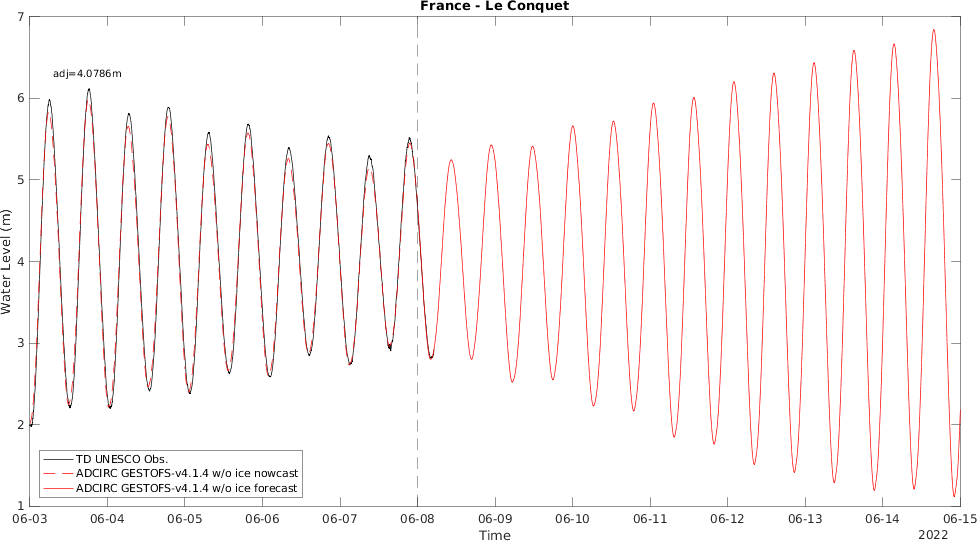 France - Le Conquet
adj=4.0786m
Water Level (m)
7
6
5
4
3
2
1
TD UNESCO Obs.
ADCIRC GESTOFS-v4.1.4 w/o ice nowcast
ADCIRC GESTOFS-v4.1.4 w/o ice forecast
06-03 06-04 06-05 06-06 06-07 06-08 06-09 06-10 06-11 06-12 06-13 06-14 06-15
Time
2022